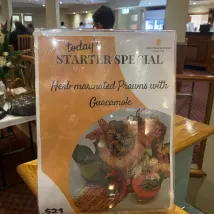 today's
STARTER SPECIAL
Herb marinated Prawns with
Guacamole
$21